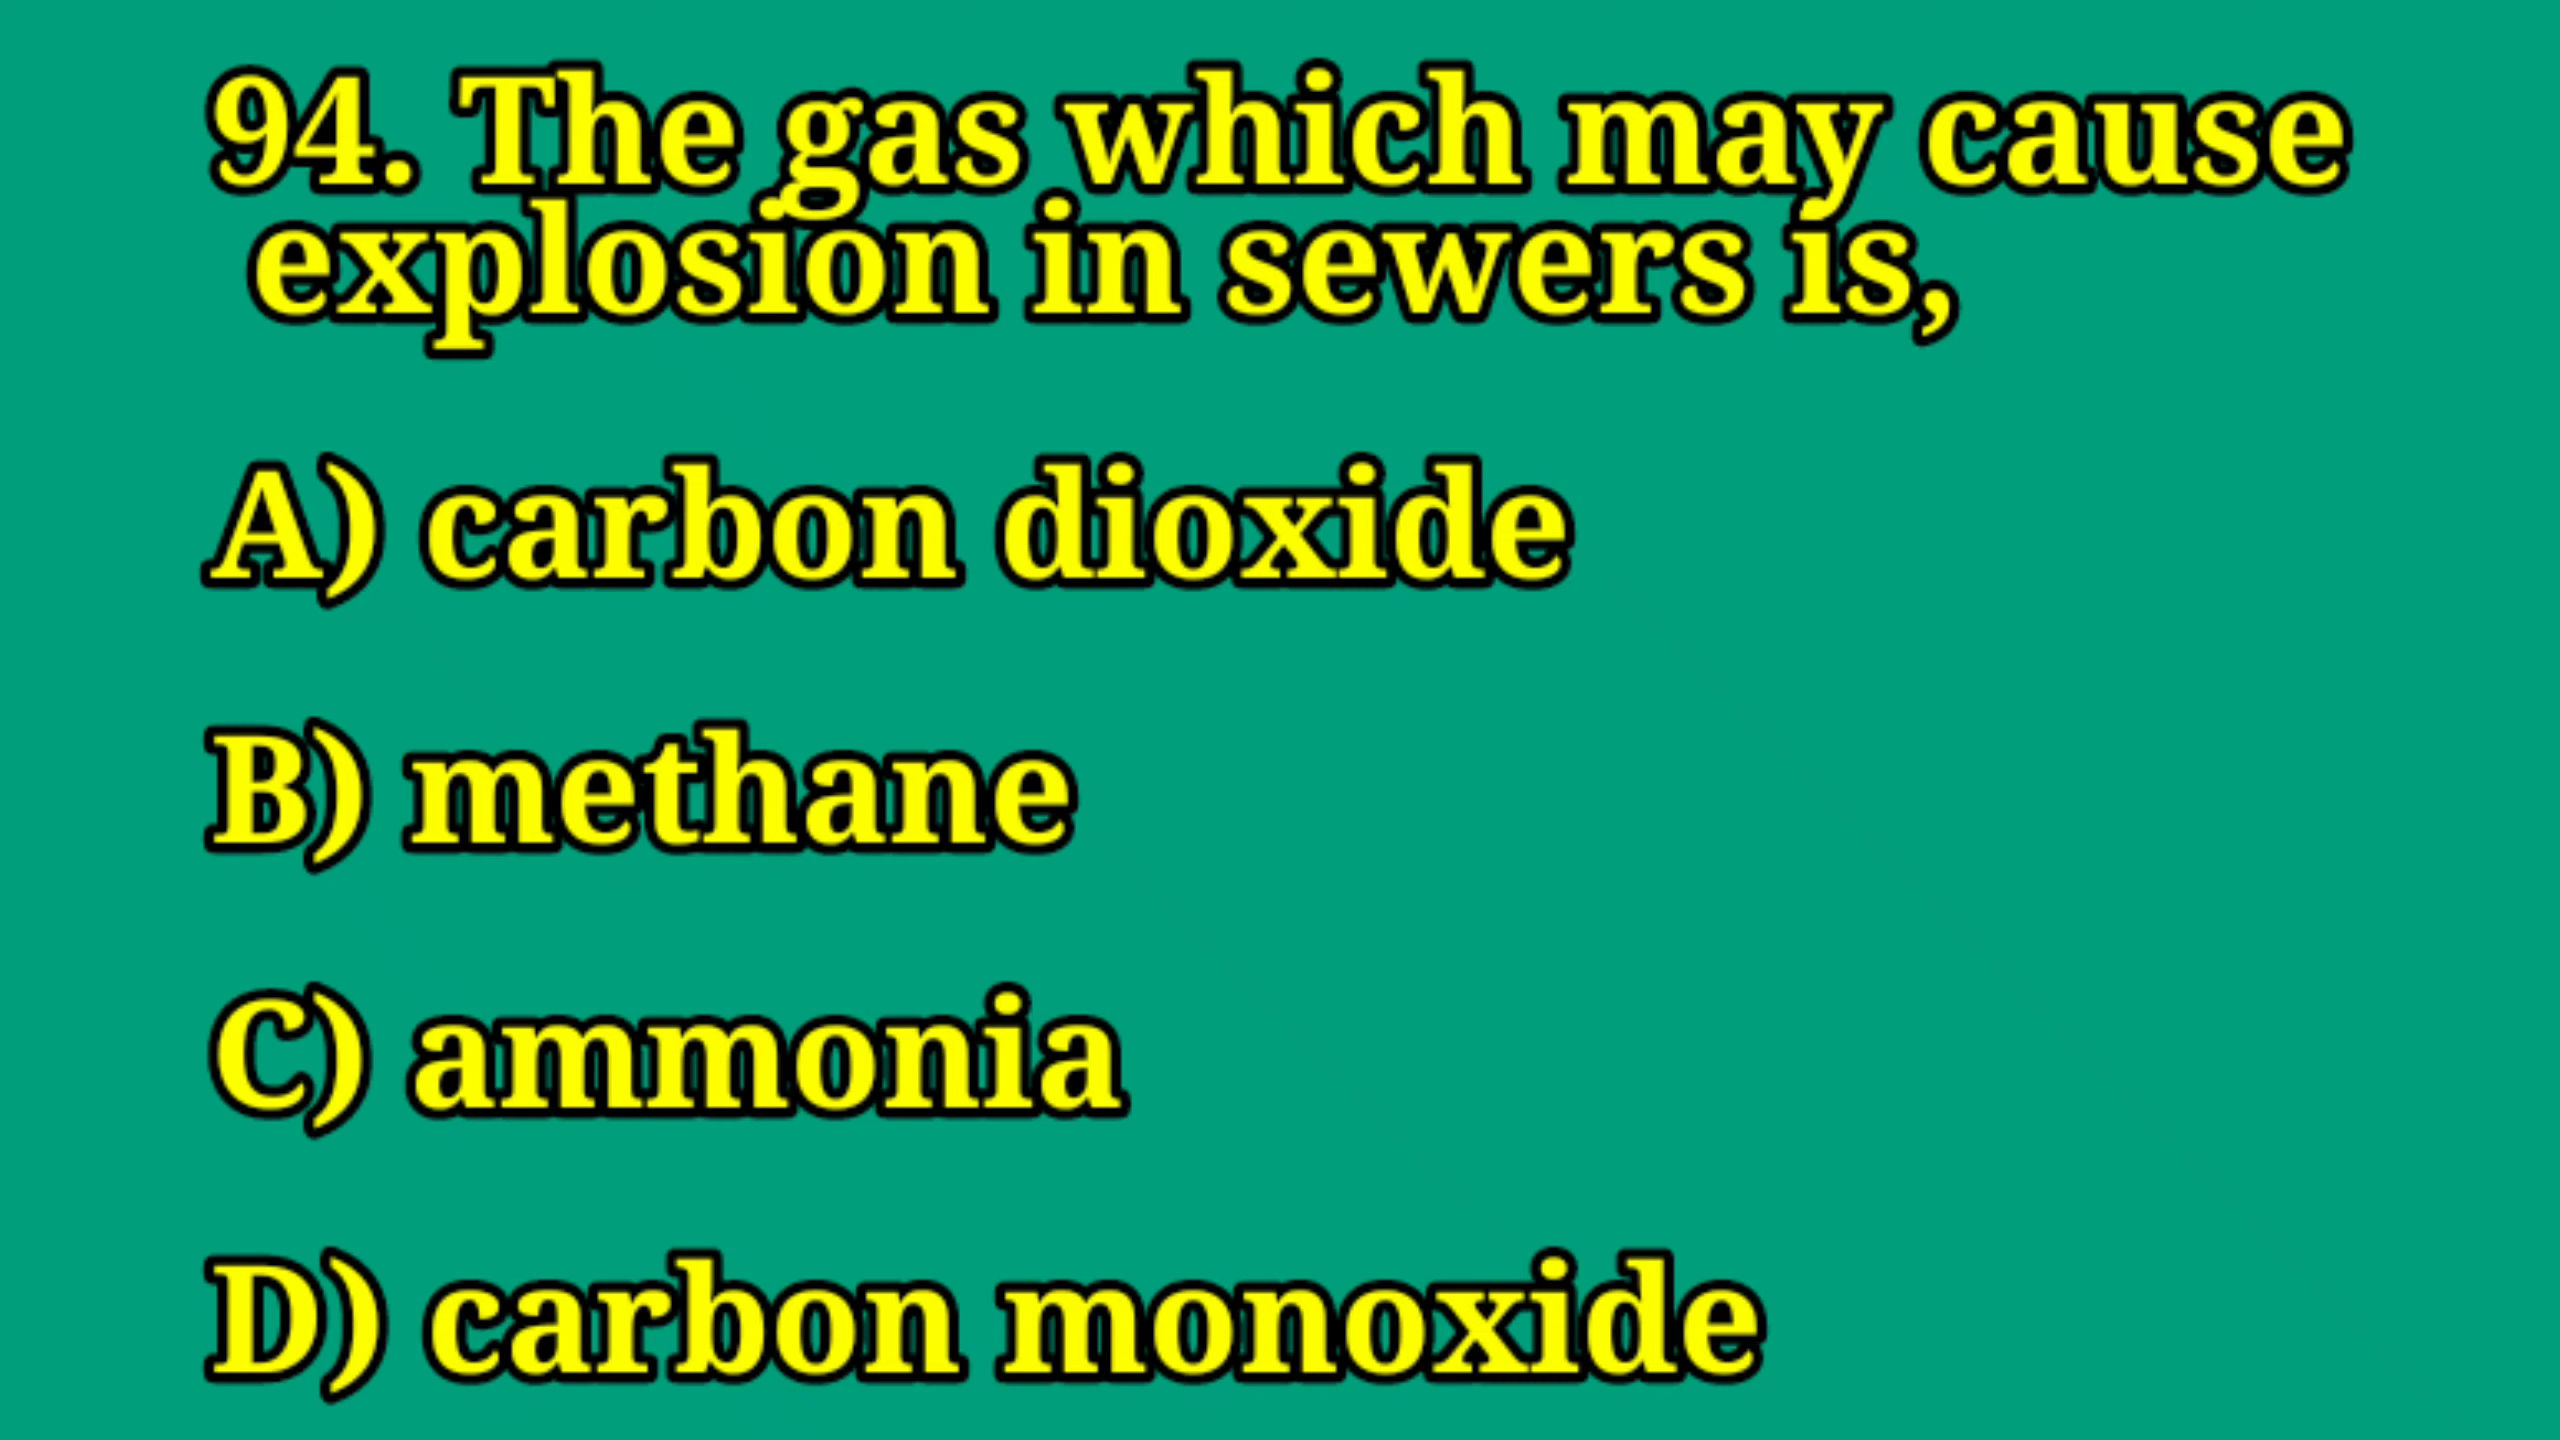 94. The gas which may cause
explosion in sewers is,
A) carbon dioxide
B) methane
C) ammonia
D) carbon monoxide